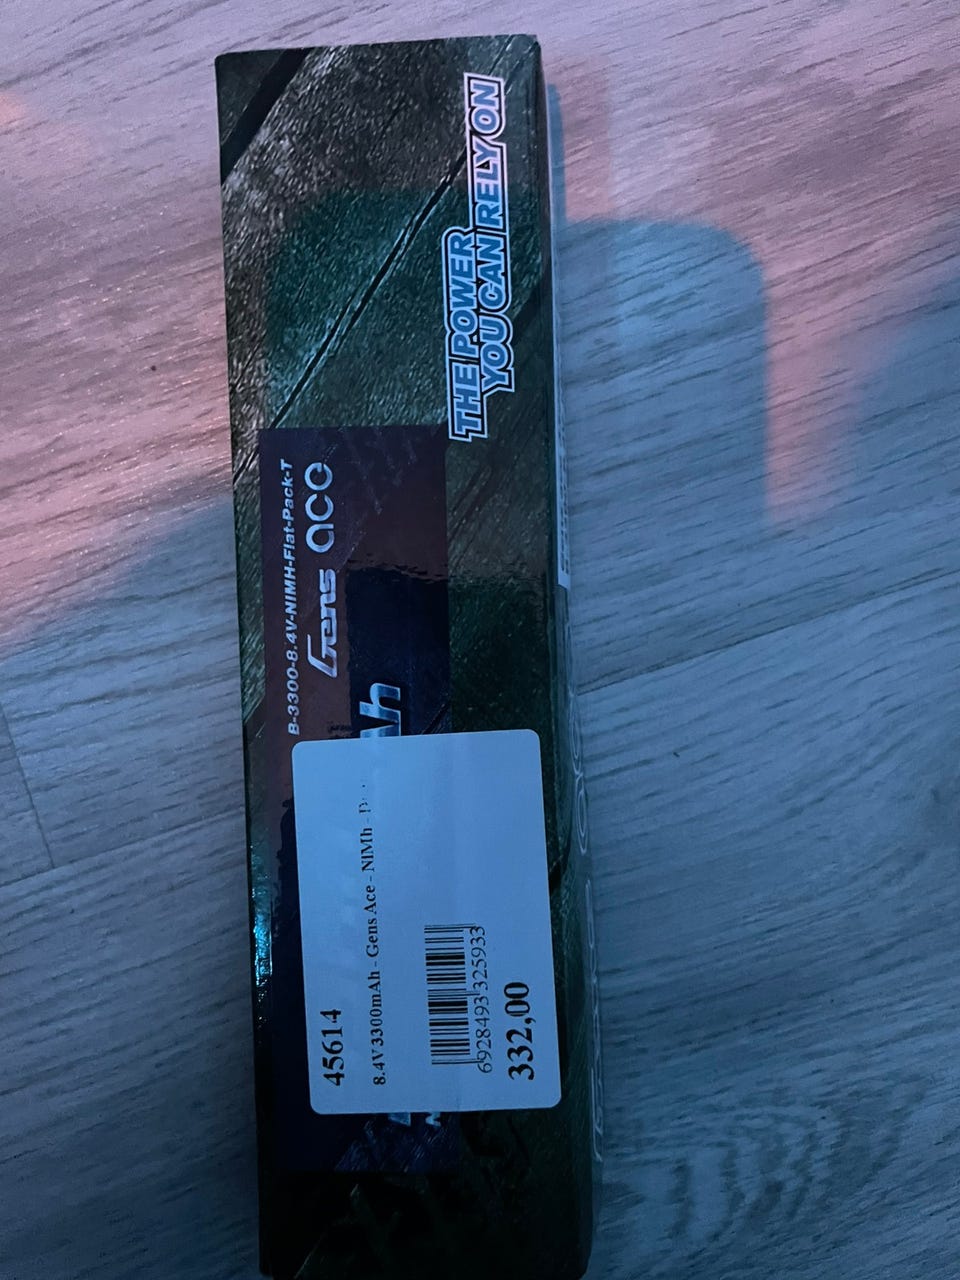 THE POWER
YOU CAN RELY ON
B-3300-8.4V-NIMH-Flat-Pack-T
Gens ace
Ah
45614
8.4V 3300mAh - Gens Ace - NIMh -
6928493325933
332,00